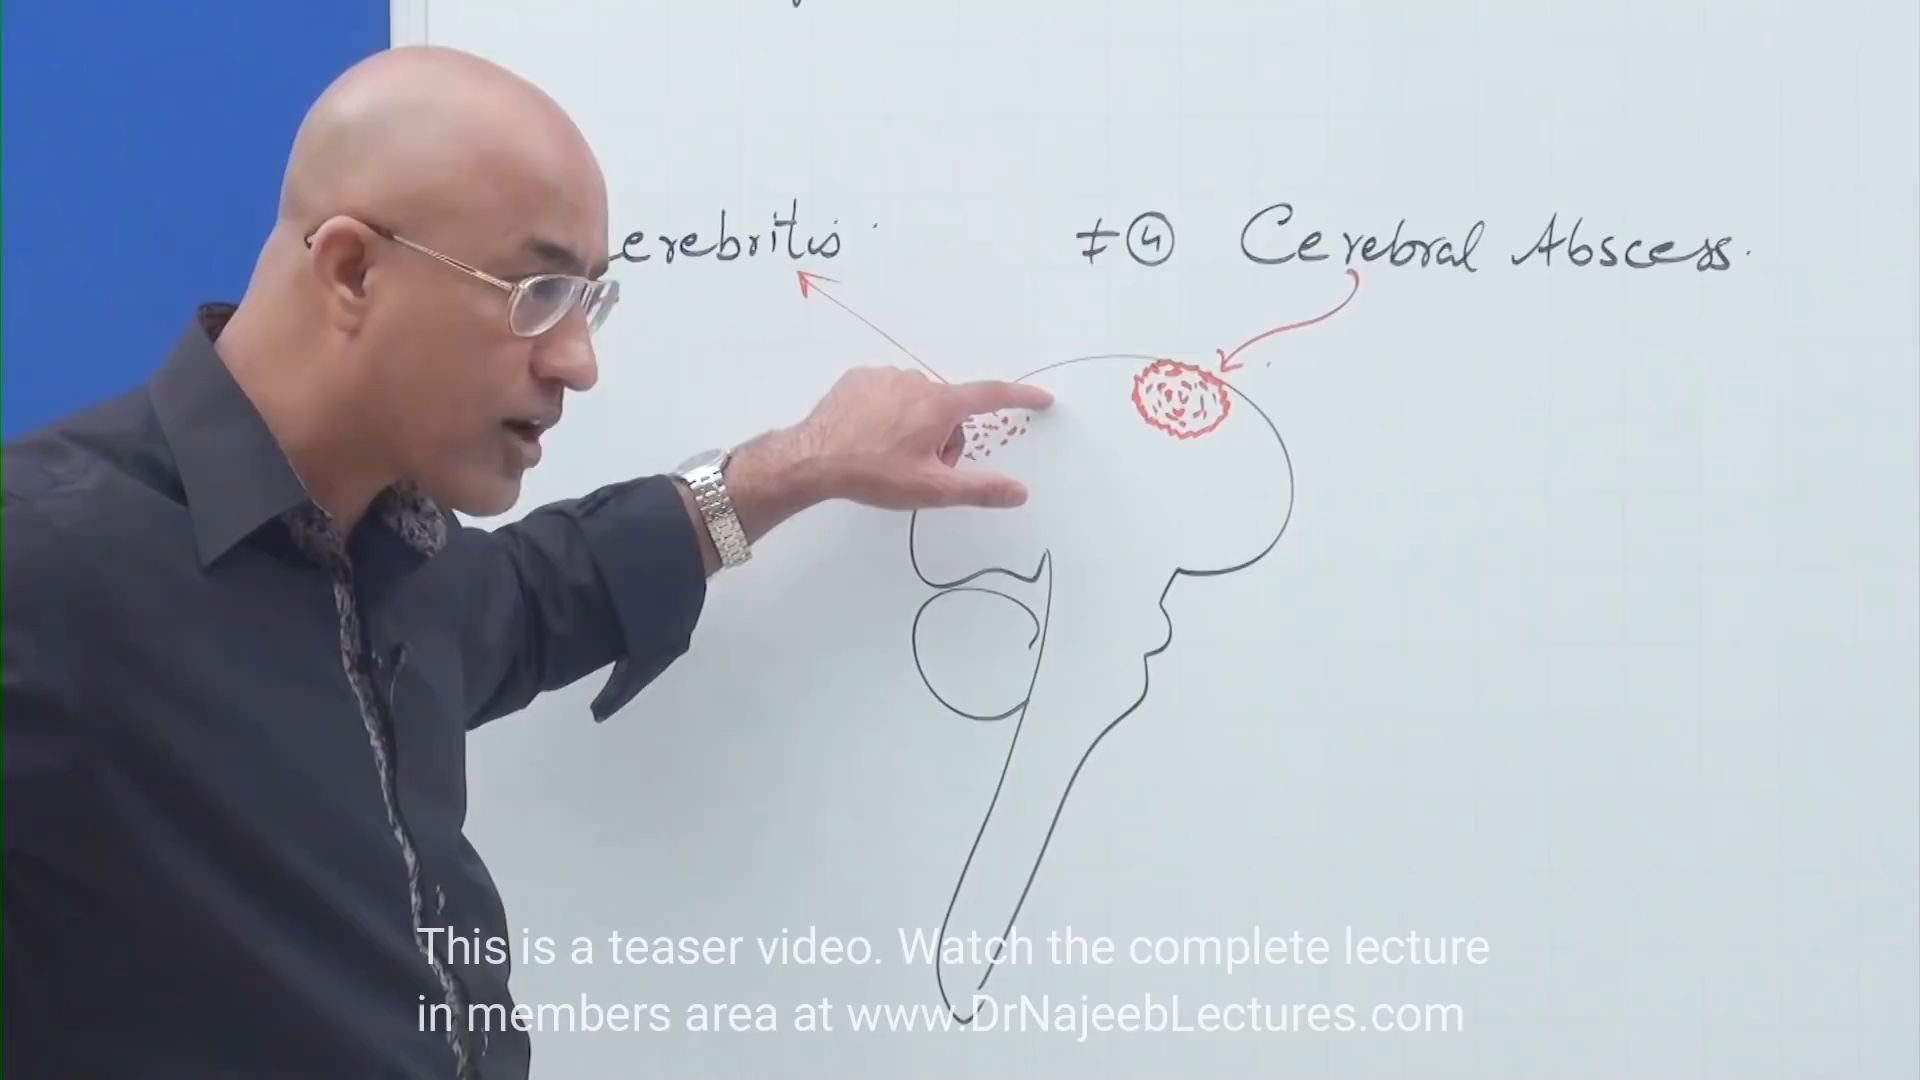 erebritis ≠ ④ Cerebral Abscess.
This is a teaser video. Watch the complete lecture
in members area at www.DrNajeebLectures.com